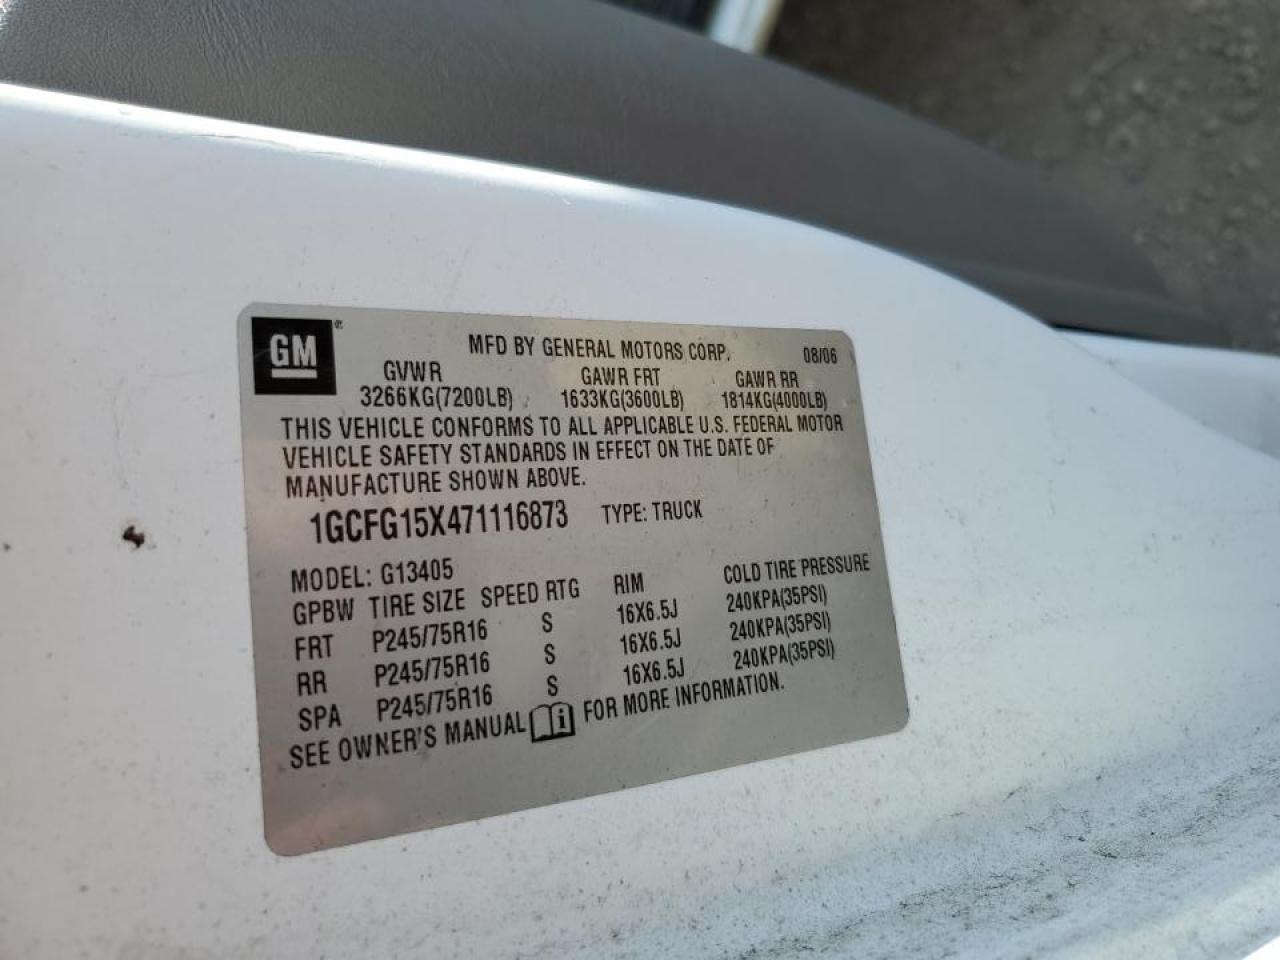 GM ®
MFD BY GENERAL MOTORS CORP. 08/06
GVWR GAWR FRT GAWR RR
3266KG(7200LB) 1633KG(3600LB) 1814KG(4000LB)
THIS VEHICLE CONFORMS TO ALL APPLICABLE U.S. FEDERAL MOTOR
VEHICLE SAFETY STANDARDS IN EFFECT ON THE DATE OF
MANUFACTURE SHOWN ABOVE.
1GCFG15X471116873 TYPE: TRUCK
MODEL: G13405
GPBW TIRE SIZE SPEED RTG RIM COLD TIRE PRESSURE
FRT P245/75R16 S 16X6.5J 240KPA(35PSI)
RR P245/75R16 S 16X6.5J 240KPA(35PSI)
SPA P245/75R16 S 16X6.5J 240KPA(35PSI)
SEE OWNER'S MANUAL i FOR MORE INFORMATION.